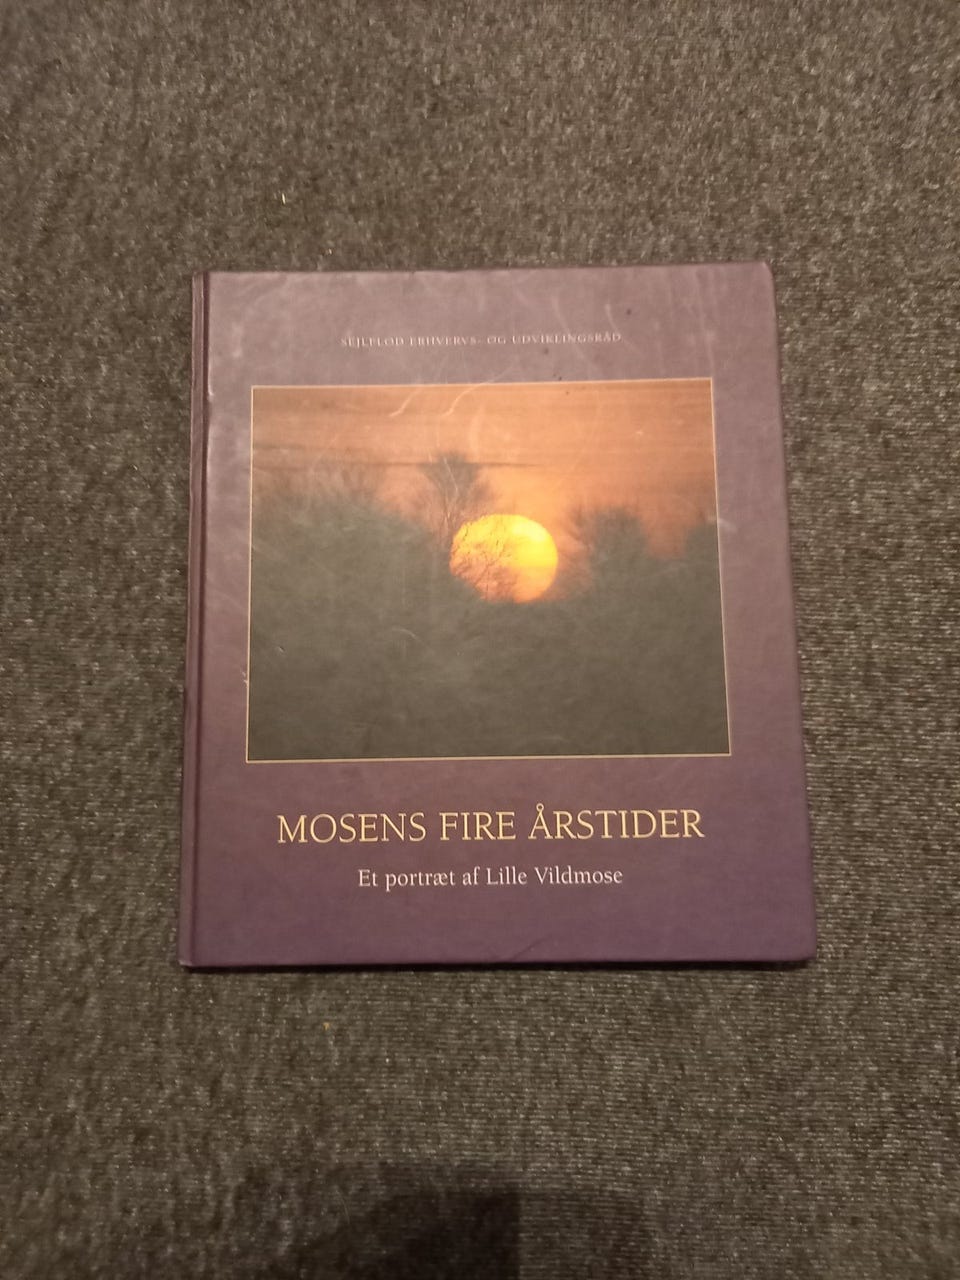 SEJLFLOD ERHVERVS- OG UDVIKLINGSRÅD
MOSENS FIRE ÅRSTIDER
Et portræt af Lille Vildmose